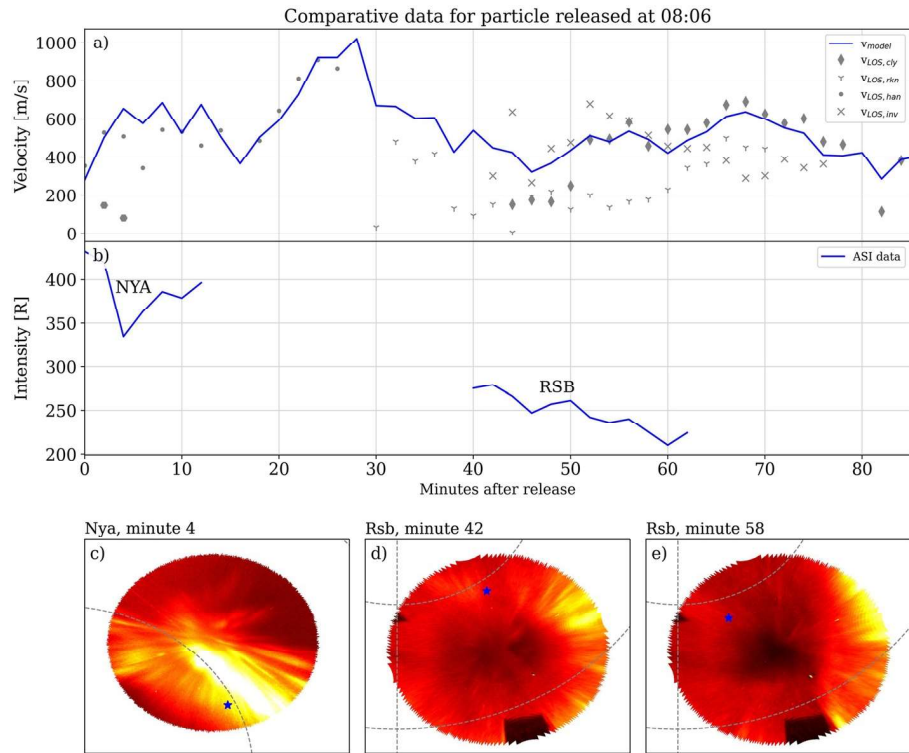 Comparative data for particle released at 08:06
a)
Velocity [m/s]
1000
800
600
400
200
0
v_model
v_LOS, cly
v_LOS, rkn
v_LOS, han
v_LOS, inv
b)
Intensity [R]
400
350
300
250
200
NYA
RSB
ASI data
0 10 20 30 40 50 60 70 80
Minutes after release
Nya, minute 4 Rsb, minute 42 Rsb, minute 58
c) d) e)